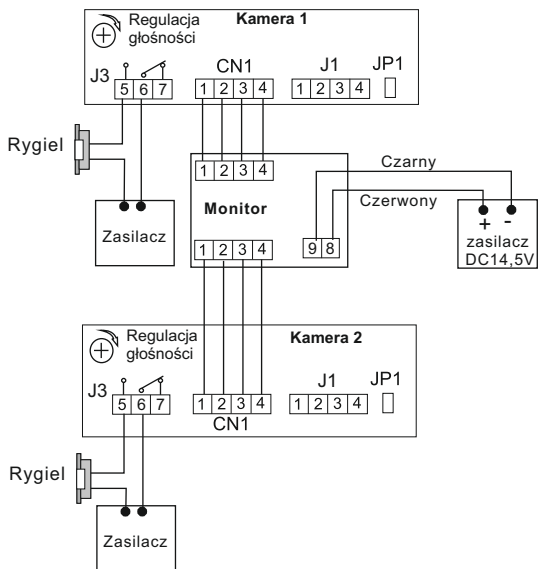 Regulacja
głośności
Kamera 1
J3
5 6 7
CN1
1 2 3 4
J1
1 2 3 4
JP1
Rygiel
Zasilacz
1 2 3 4
Monitor
1 2 3 4
9 8
Czarny
Czerwony
+ -
zasilacz
DC14,5V
Regulacja
głośności
Kamera 2
J3
5 6 7
1 2 3 4
CN1
J1
1 2 3 4
JP1
Rygiel
Zasilacz